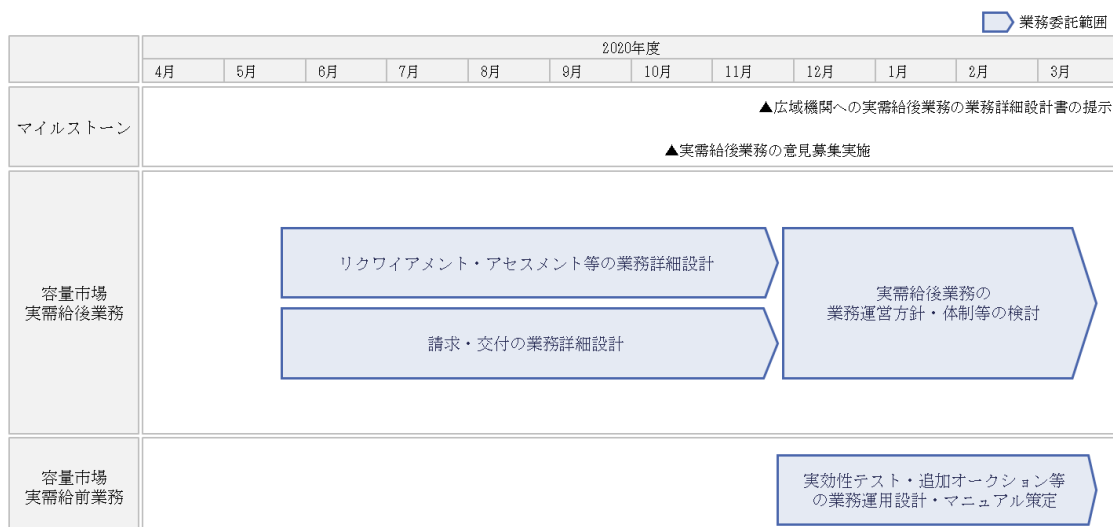 業務委託範囲
2020年度
4月
5月
6月
7月
8月
9月
10月
11月
12月
1月
2月
3月
マイルストーン
▲広域機関への実需給後業務の業務詳細設計書の提示
▲実需給後業務の意見募集実施
容量市場
実需給後業務
リクワイアメント・アセスメント等の業務詳細設計
請求・交付の業務詳細設計
実需給後業務の
業務運営方針・体制等の検討
容量市場
実需給前業務
実効性テスト・追加オークション等
の業務運用設計・マニュアル策定